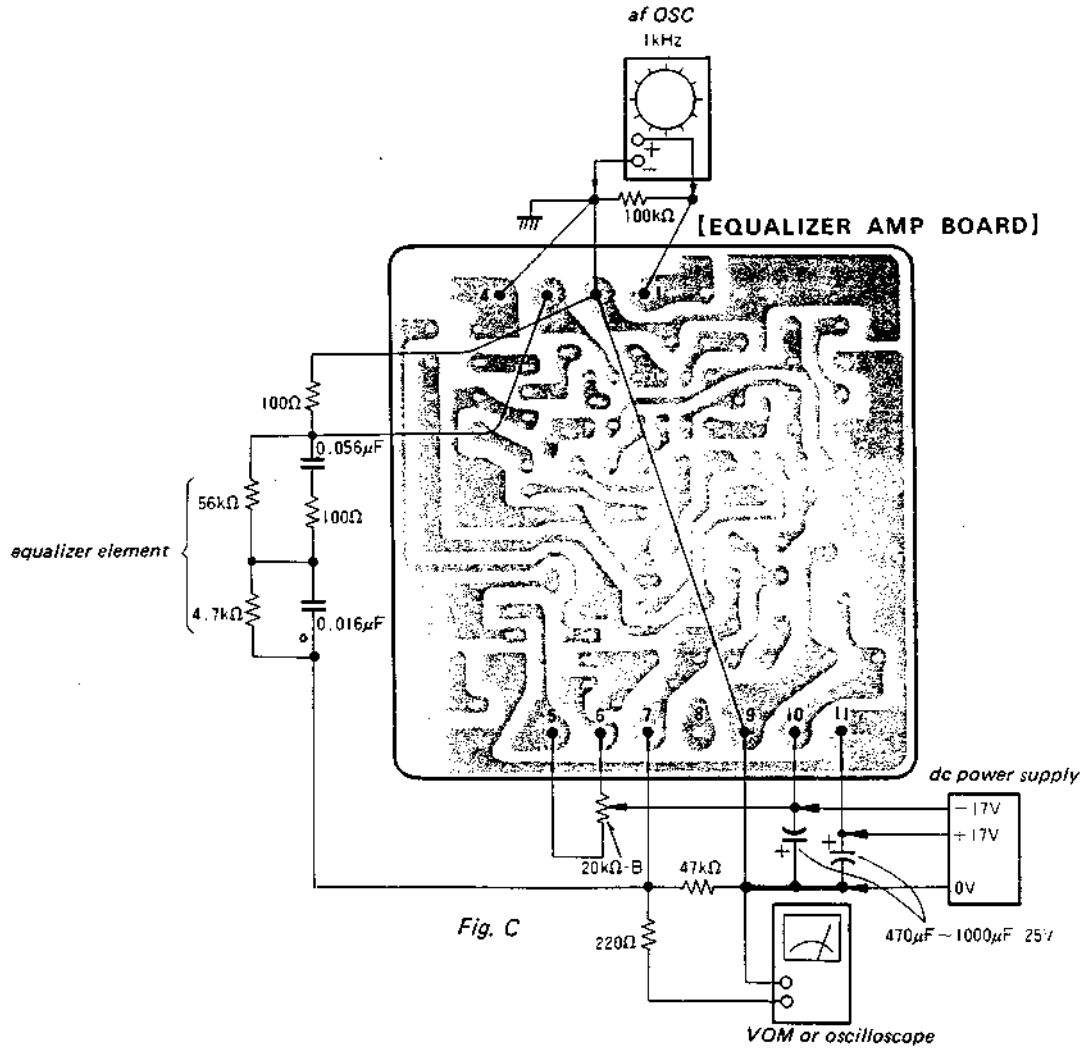 af OSC
1kHz
+
−
100kΩ
[EQUALIZER AMP BOARD]
4 3 2 1
100Ω
0.056µF
56kΩ
100Ω
equalizer element
4.7kΩ
0.016µF
5 6 7 8 9 10 11
dc power supply
−17V
+17V
+ +
20kΩ-B
47kΩ
0V
Fig. C
220Ω
470µF~1000µF 25V
VOM or oscilloscope